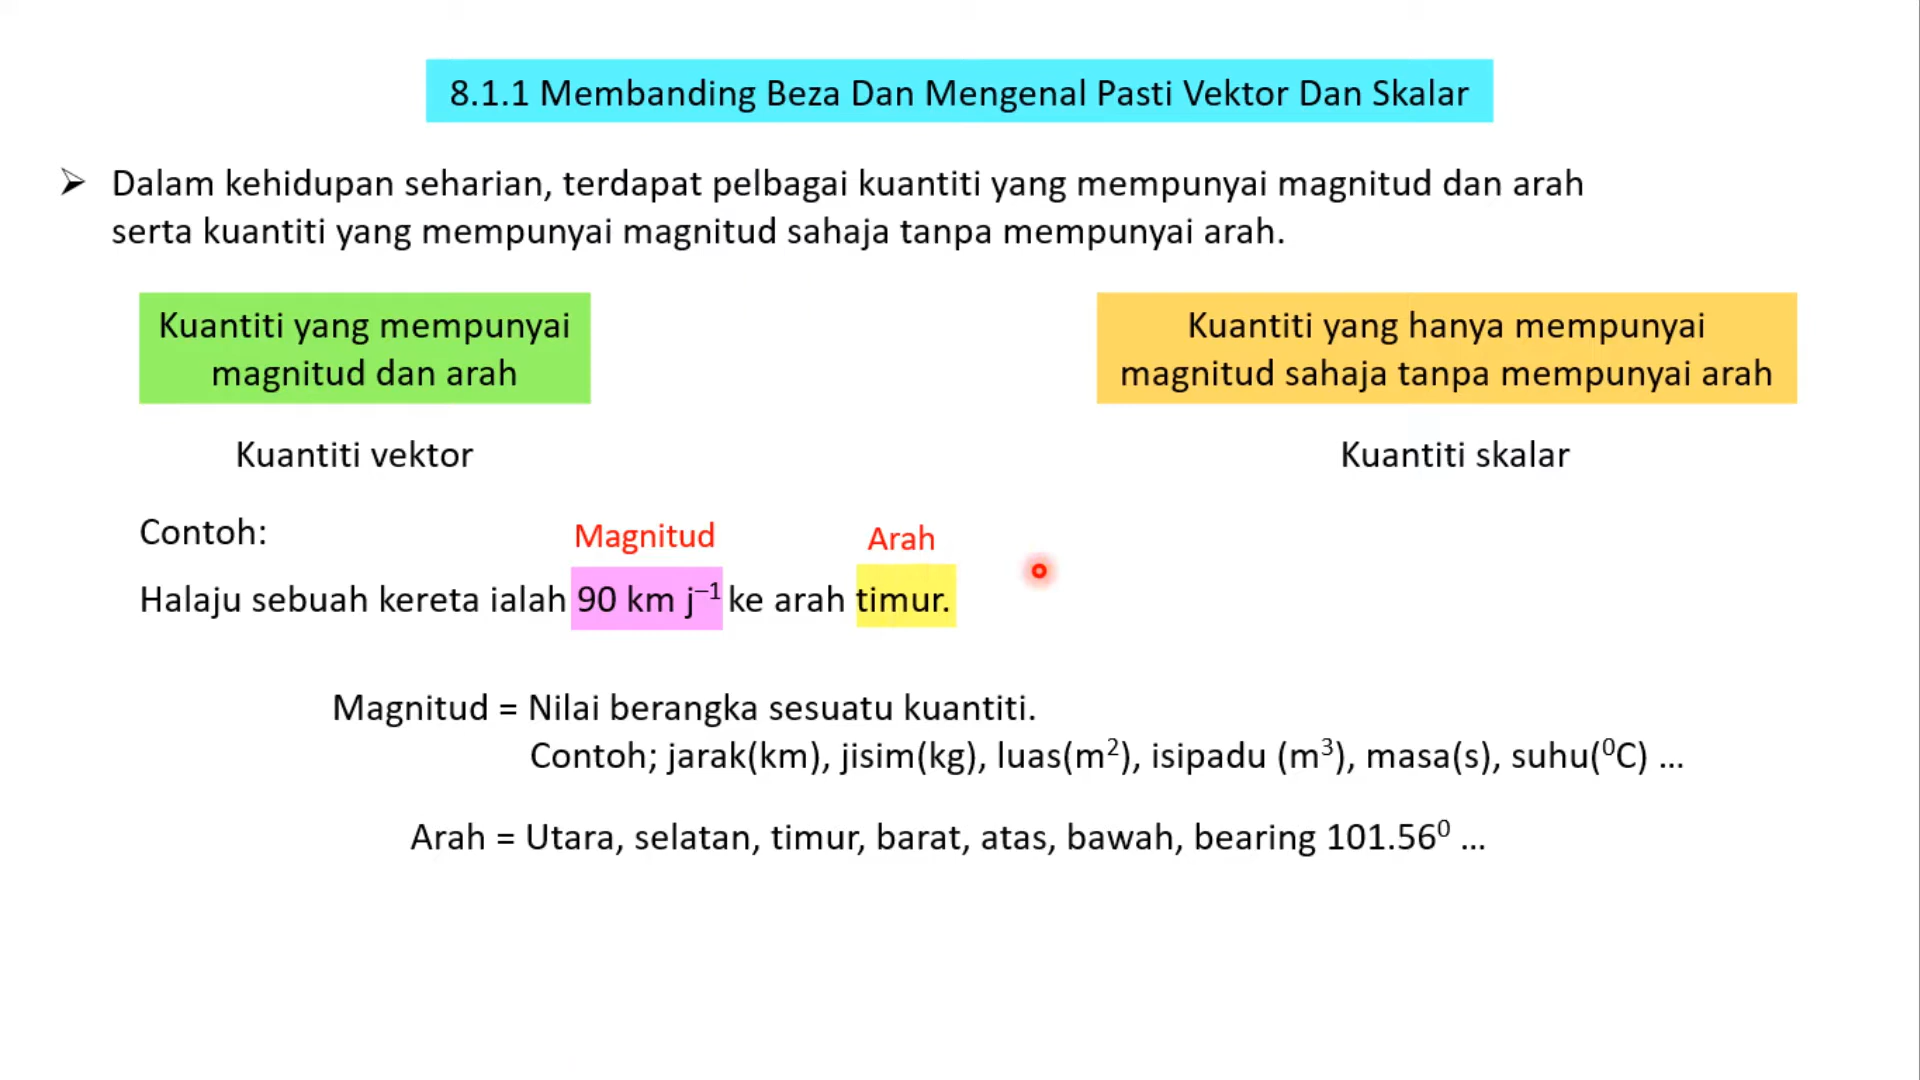 8.1.1 Membanding Beza Dan Mengenal Pasti Vektor Dan Skalar
➢ Dalam kehidupan seharian, terdapat pelbagai kuantiti yang mempunyai magnitud dan arah
serta kuantiti yang mempunyai magnitud sahaja tanpa mempunyai arah.
Kuantiti yang mempunyai
magnitud dan arah
Kuantiti vektor
Kuantiti yang hanya mempunyai
magnitud sahaja tanpa mempunyai arah
Kuantiti skalar
Contoh:
Magnitud
Arah
Halaju sebuah kereta ialah 90 km j⁻¹ ke arah timur.
Magnitud = Nilai berangka sesuatu kuantiti.
Contoh; jarak(km), jisim(kg), luas(m²), isipadu (m³), masa(s), suhu(⁰C) ...
Arah = Utara, selatan, timur, barat, atas, bawah, bearing 101.56⁰ ...